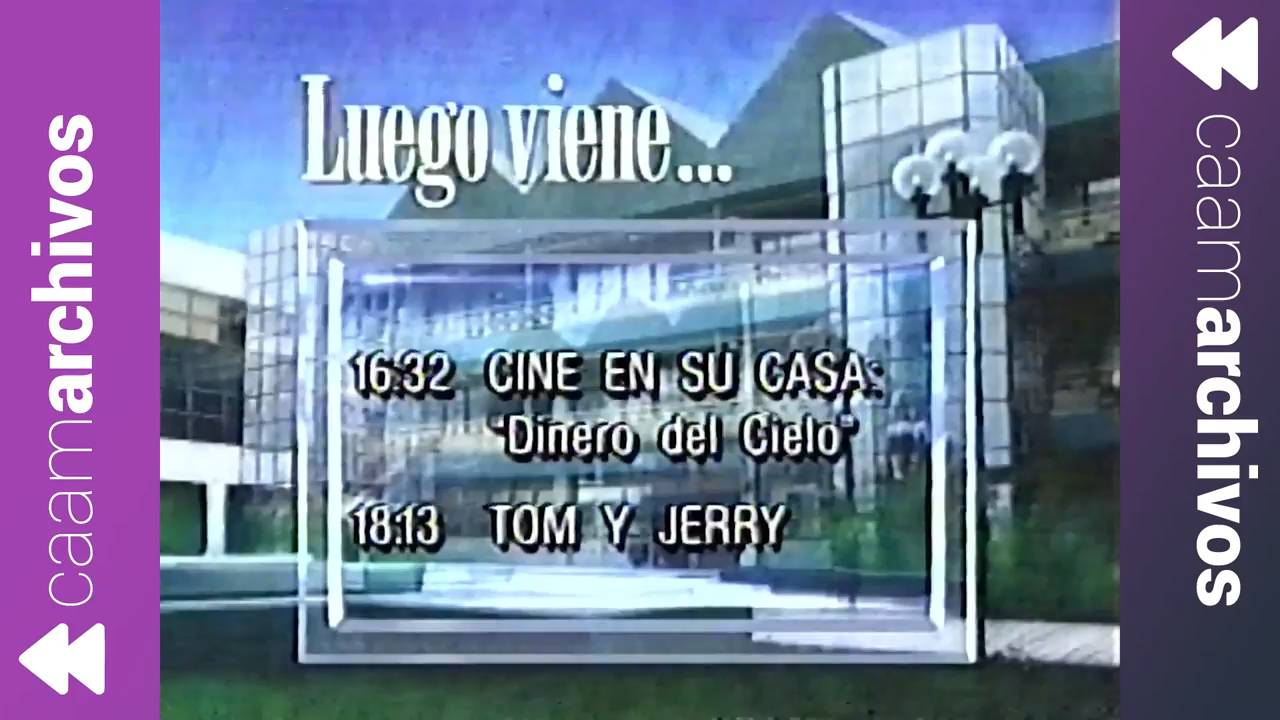 caamarchivos
Luego viene...
16:32 CINE EN SU CASA:
"Dinero del Cielo"
18:13 TOM Y JERRY
caamarchivos